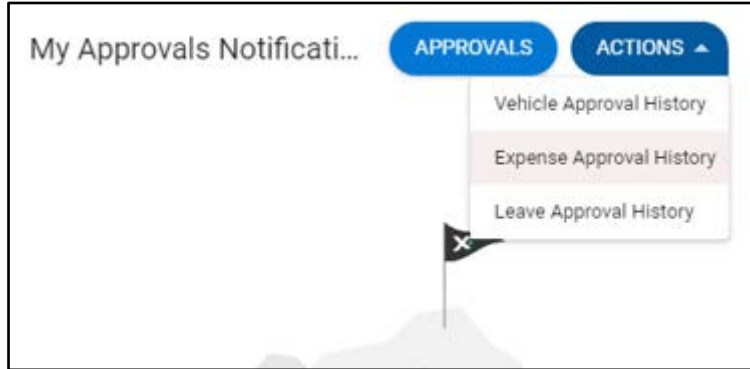 My Approvals Notificati...
APPROVALS
ACTIONS
Vehicle Approval History
Expense Approval History
Leave Approval History